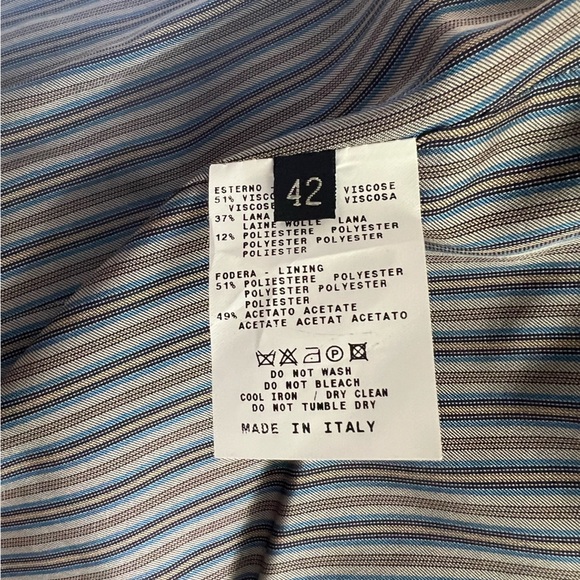 42
ESTERNO - VISCOSE
51% VISCO VISCOSA
VISCOSE
37% LANA LANA
LAINE WOLLE LANA
12% POLIESTERE POLYESTER
POLYESTER POLYESTER
POLIESTER
FODERA - LINING
51% POLIESTERE POLYESTER
POLYESTER POLYESTER
POLIESTER
49% ACETATO ACETATE
ACETATE ACETAT ACETATO
P
DO NOT WASH
DO NOT BLEACH
COOL IRON / DRY CLEAN
DO NOT TUMBLE DRY
MADE IN ITALY